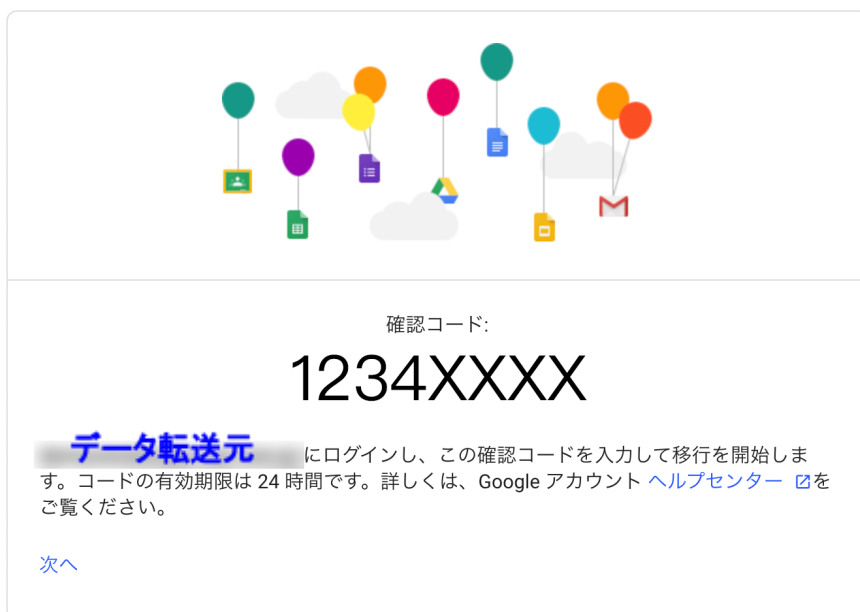 確認コード:
1234XXXX
データ転送元にログインし、この確認コードを入力して移行を開始しま
す。コードの有効期限は 24 時間です。詳しくは、Google アカウント ヘルプセンター を
ご覧ください。
次へ